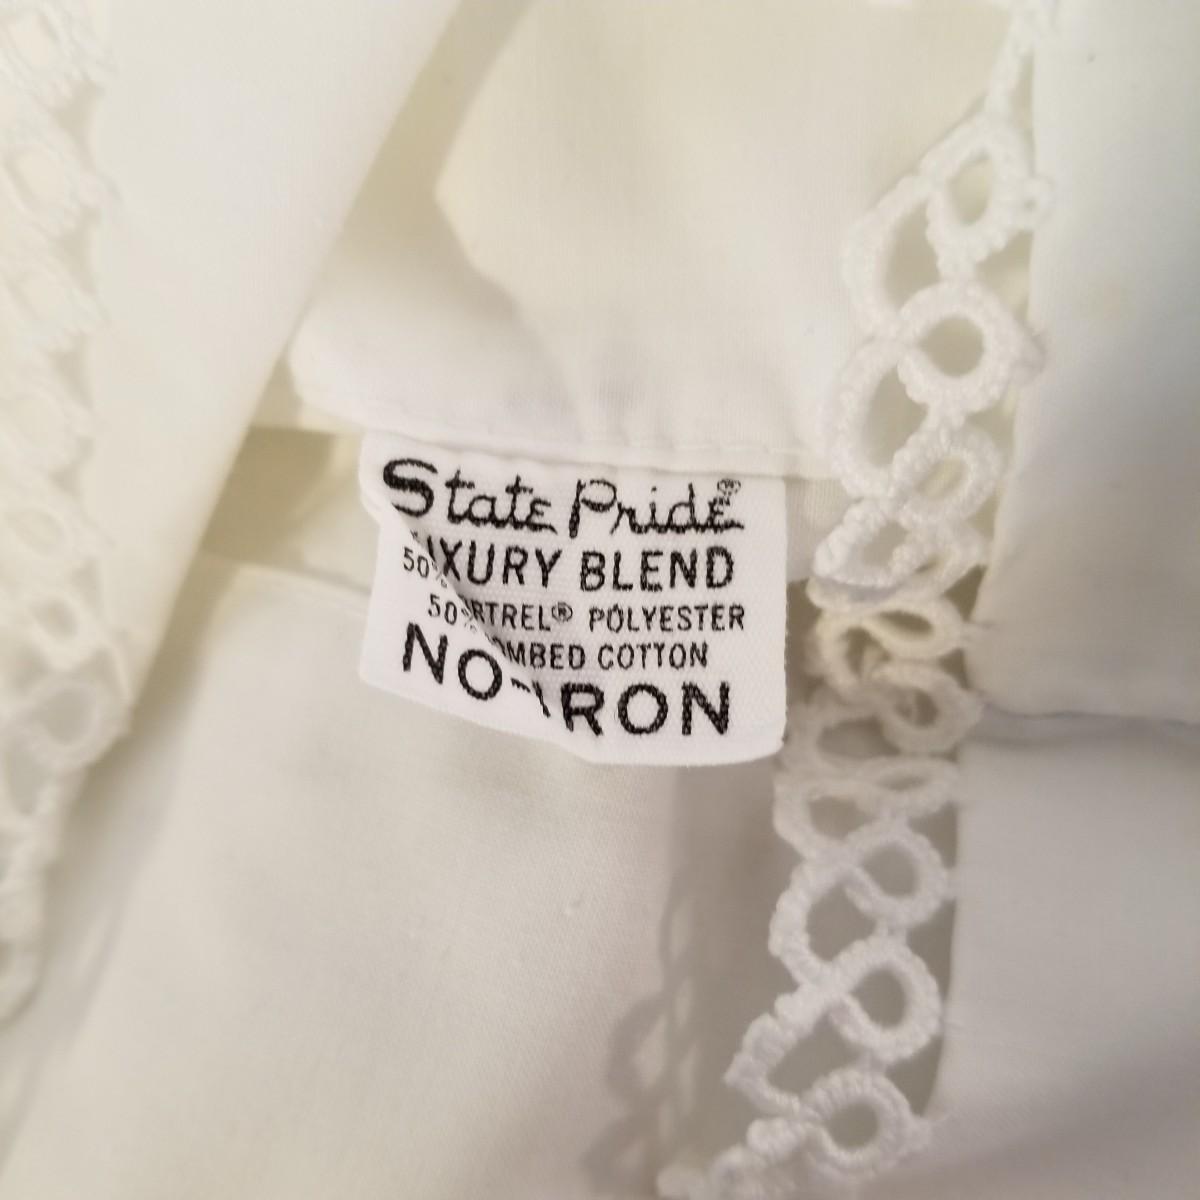 State Pride®
UXURY BLEND
50% RTREL® POLYESTER
50% MBED COTTON
NO-IRON